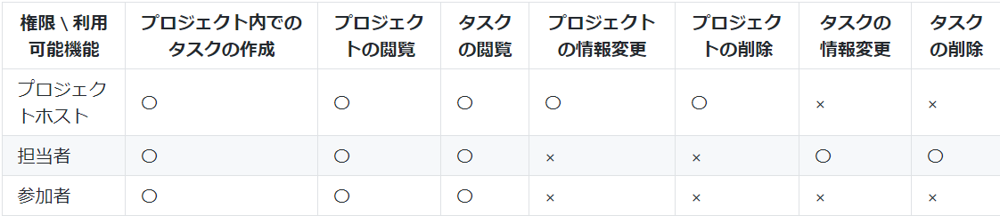 権限 \ 利用可能機能 プロジェクト内でのタスクの作成 プロジェクトの閲覧 タスクの閲覧 プロジェクトの情報変更 プロジェクトの削除 タスクの情報変更 タスクの削除
プロジェクトホスト 〇 〇 〇 〇 〇 × ×
担当者 〇 〇 〇 × × 〇 〇
参加者 〇 〇 〇 × × × ×